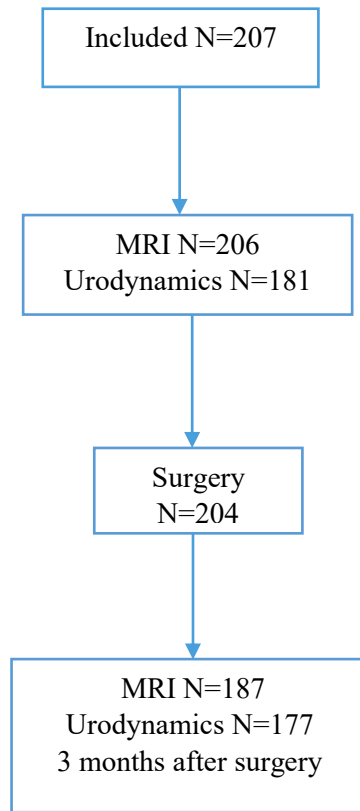 Included N=207
MRI N=206
Urodynamics N=181
Surgery
N=204
MRI N=187
Urodynamics N=177
3 months after surgery